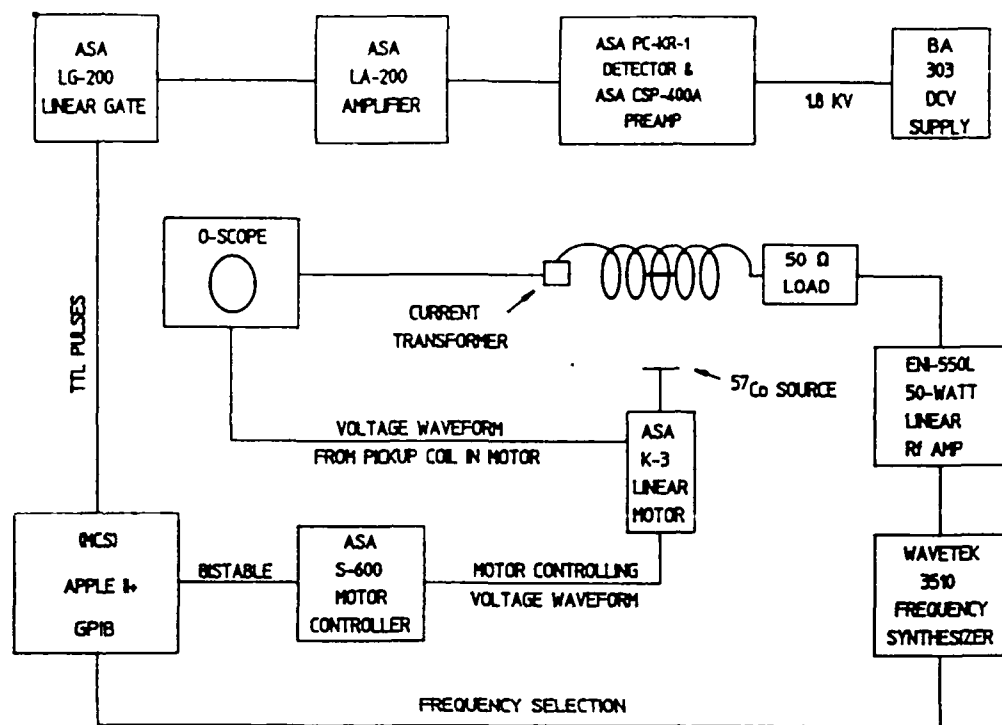 ASA
LG-200
LINEAR GATE
ASA
LA-200
AMPLIFIER
ASA PC-KR-1
DETECTOR &
ASA CSP-400A
PREAMP
1.8 KV
BA
303
DCV
SUPPLY
O-SCOPE
CURRENT
TRANSFORMER
50 Ω
LOAD
TTL PULSES
57Co SOURCE
ENI-550L
50-WATT
LINEAR
Rf AMP
VOLTAGE WAVEFORM
FROM PICKUP COIL IN MOTOR
ASA
K-3
LINEAR
MOTOR
(MCS)
APPLE II+
GPIB
BISTABLE
ASA
S-600
MOTOR
CONTROLLER
MOTOR CONTROLLING
VOLTAGE WAVEFORM
WAVETEK
3510
FREQUENCY
SYNTHESIZER
FREQUENCY SELECTION